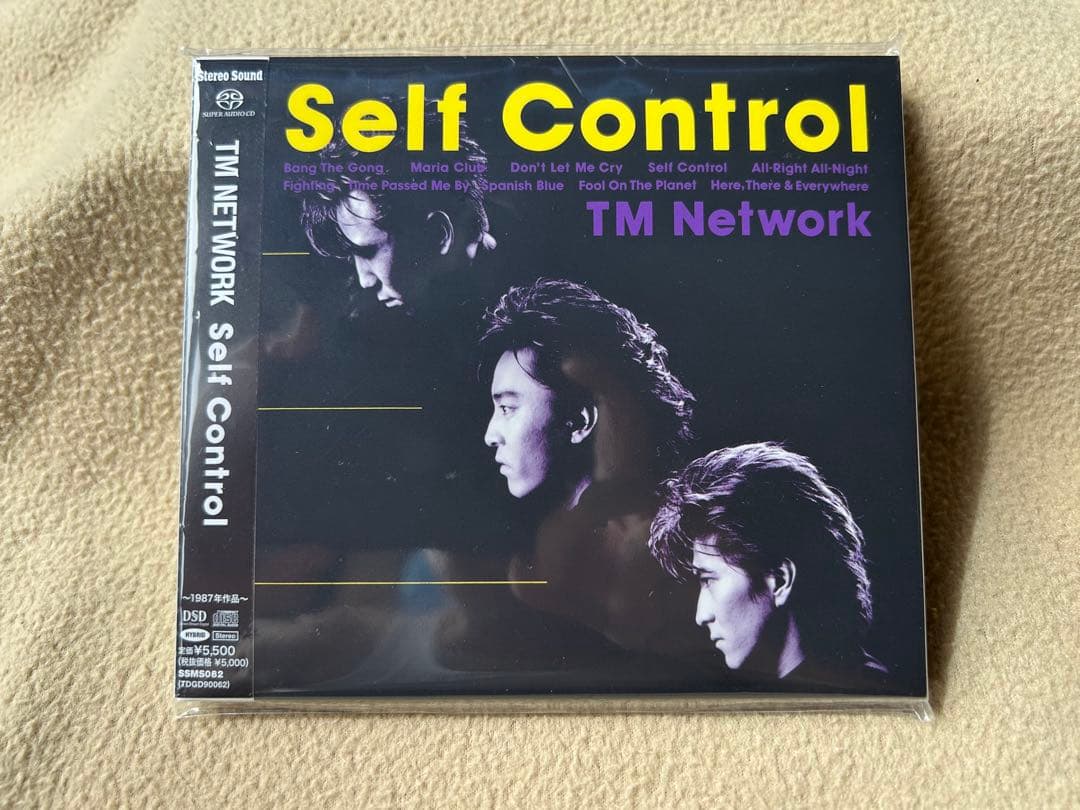 Stereo Sound
SUPER AUDIO CD
TM NETWORK Self Control
~1987年作品~
DSD
HYBRID Stereo
定価¥5,500
(税抜価格 ¥5,000)
SSMS082
(TDGD90062)
Self Control
Bang The Gong Maria Club Don't Let Me Cry Self Control All-Right All-Night
Fighting Time Passed Me By Spanish Blue Fool On The Planet Here, There & Everywhere
TM Network